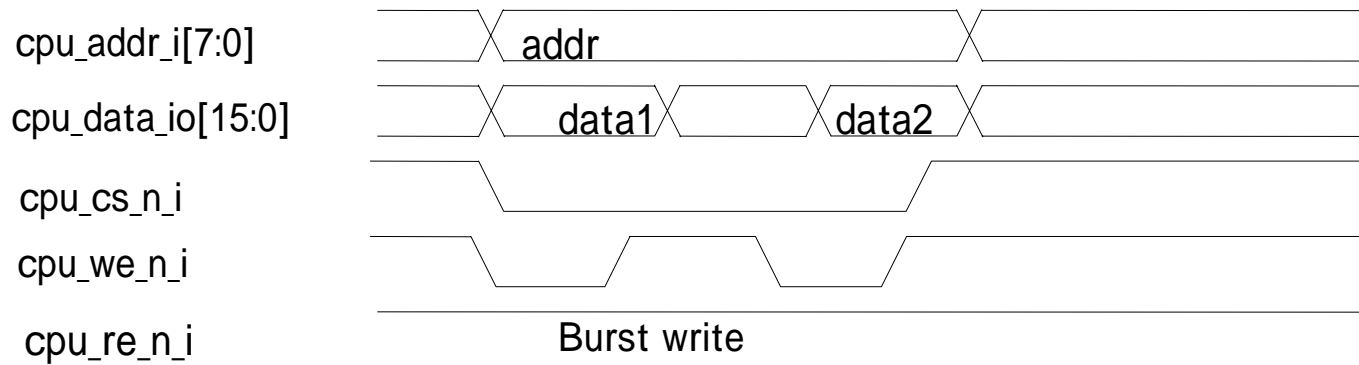 cpu_addr_i[7:0] addr
cpu_data_io[15:0] data1 data2
cpu_cs_n_i
cpu_we_n_i
cpu_re_n_i Burst write